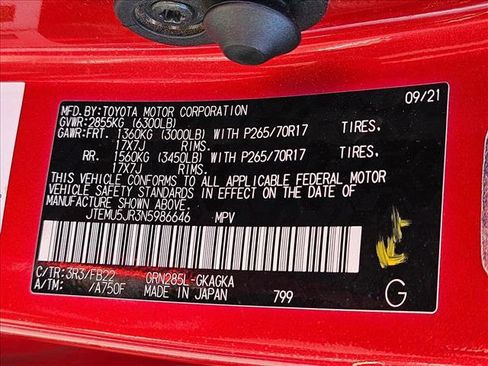 MFD.BY:TOYOTA MOTOR CORPORATION 09/21
GVWR:2855KG (6300LB)
GAWR:FRT. 1360KG (3000LB) WITH P265/70R17 TIRES,
17X7J RIMS.
RR. 1560KG (3450LB) WITH P265/70R17 TIRES,
17X7J RIMS.
THIS VEHICLE CONFORMS TO ALL APPLICABLE FEDERAL MOTOR
VEHICLE SAFETY STANDARDS IN EFFECT ON THE DATE OF
MANUFACTURE SHOWN ABOVE.
JTEMU5JR3N5986646 MPV
C/TR:3R3/FB22 GRN285L-GKAGKA
A/TM: /A750F MADE IN JAPAN 799 G